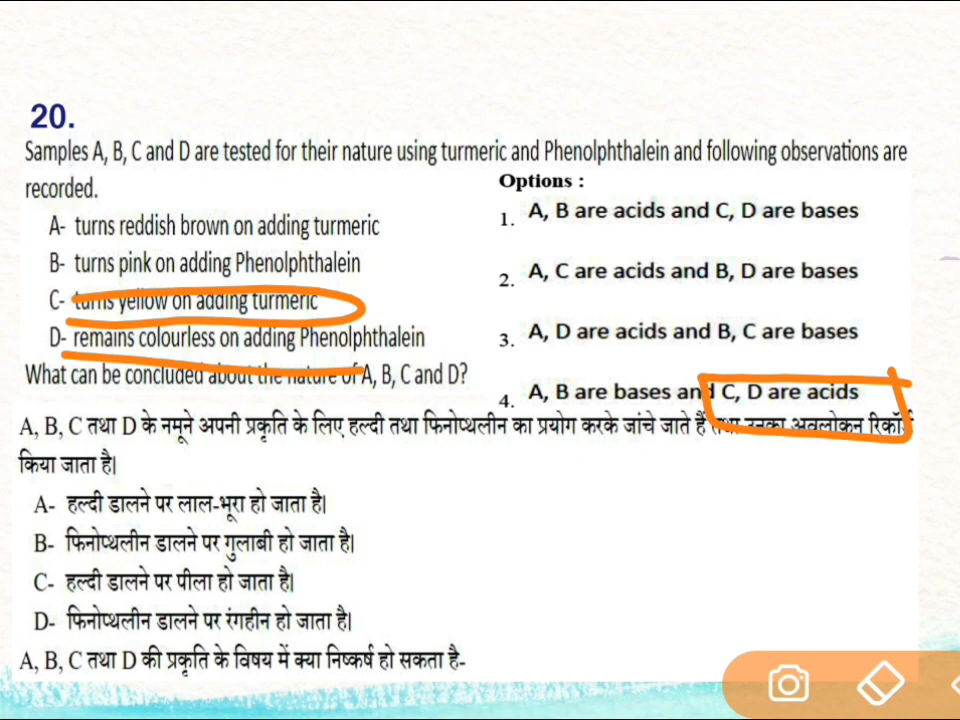 20.
Samples A, B, C and D are tested for their nature using turmeric and Phenolphthalein and following observations are
recorded.
A- turns reddish brown on adding turmeric
B- turns pink on adding Phenolphthalein
C- turns yellow on adding turmeric
D- remains colourless on adding Phenolphthalein
What can be concluded about the nature of A, B, C and D?
Options :
1. A, B are acids and C, D are bases
2. A, C are acids and B, D are bases
3. A, D are acids and B, C are bases
4. A, B are bases and C, D are acids
A, B, C तथा D के नमूने अपनी प्रकृति के लिए हल्दी तथा फिनोप्थलीन का प्रयोग करके जांचे जाते हैं तथा उनका अवलोकन रिकॉर्ड
किया जाता है।
A- हल्दी डालने पर लाल-भूरा हो जाता है।
B- फिनोप्थलीन डालने पर गुलाबी हो जाता है।
C- हल्दी डालने पर पीला हो जाता है।
D- फिनोप्थलीन डालने पर रंगहीन हो जाता है।
A, B, C तथा D की प्रकृति के विषय में क्या निष्कर्ष हो सकता है-